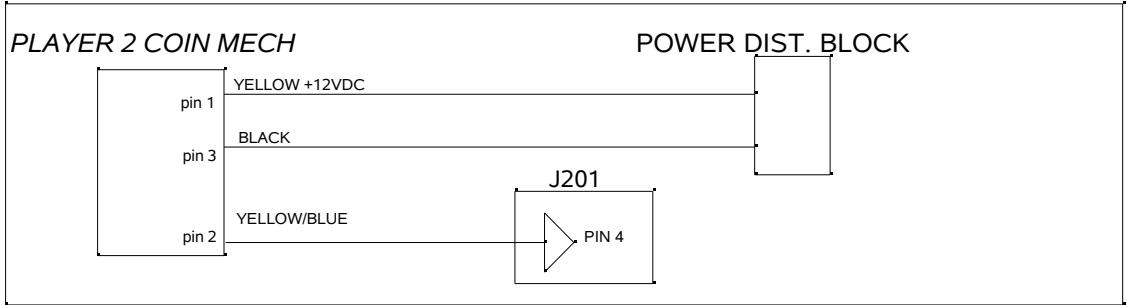 PLAYER 2 COIN MECH
POWER DIST. BLOCK
YELLOW +12VDC
pin 1
BLACK
pin 3
J201
YELLOW/BLUE
pin 2
PIN 4